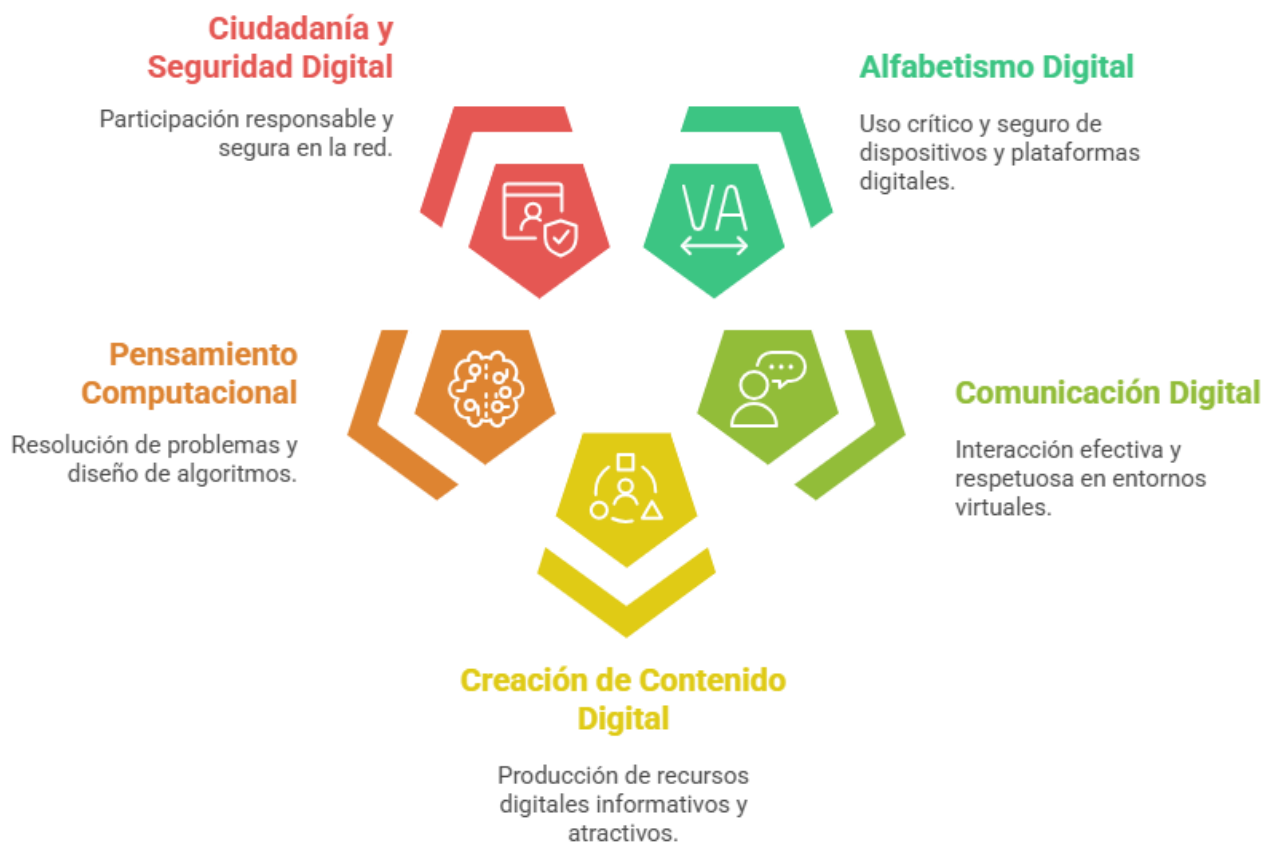 Ciudadanía y
Seguridad Digital
Participación responsable y
segura en la red.
Alfabetismo Digital
Uso crítico y seguro de
dispositivos y plataformas
digitales.
VA
Pensamiento
Computacional
Resolución de problemas y
diseño de algoritmos.
Comunicación Digital
Interacción efectiva y
respetuosa en entornos
virtuales.
Creación de Contenido
Digital
Producción de recursos
digitales informativos y
atractivos.